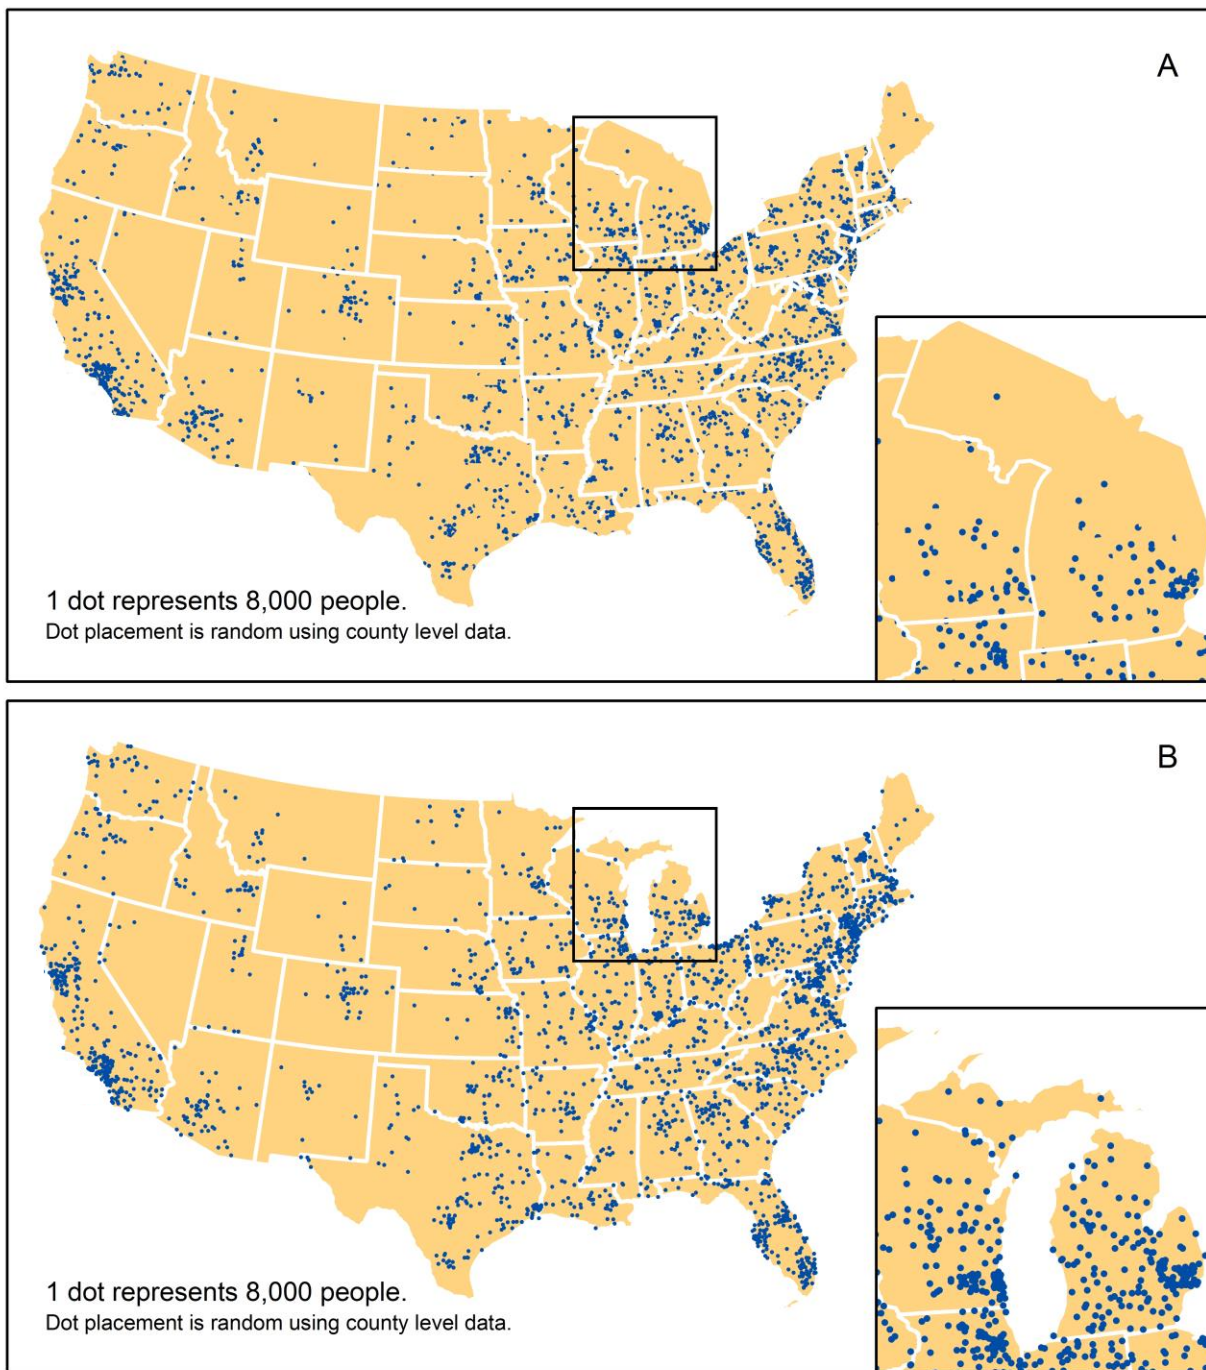 A
1 dot represents 8,000 people.
Dot placement is random using county level data.
B
1 dot represents 8,000 people.
Dot placement is random using county level data.